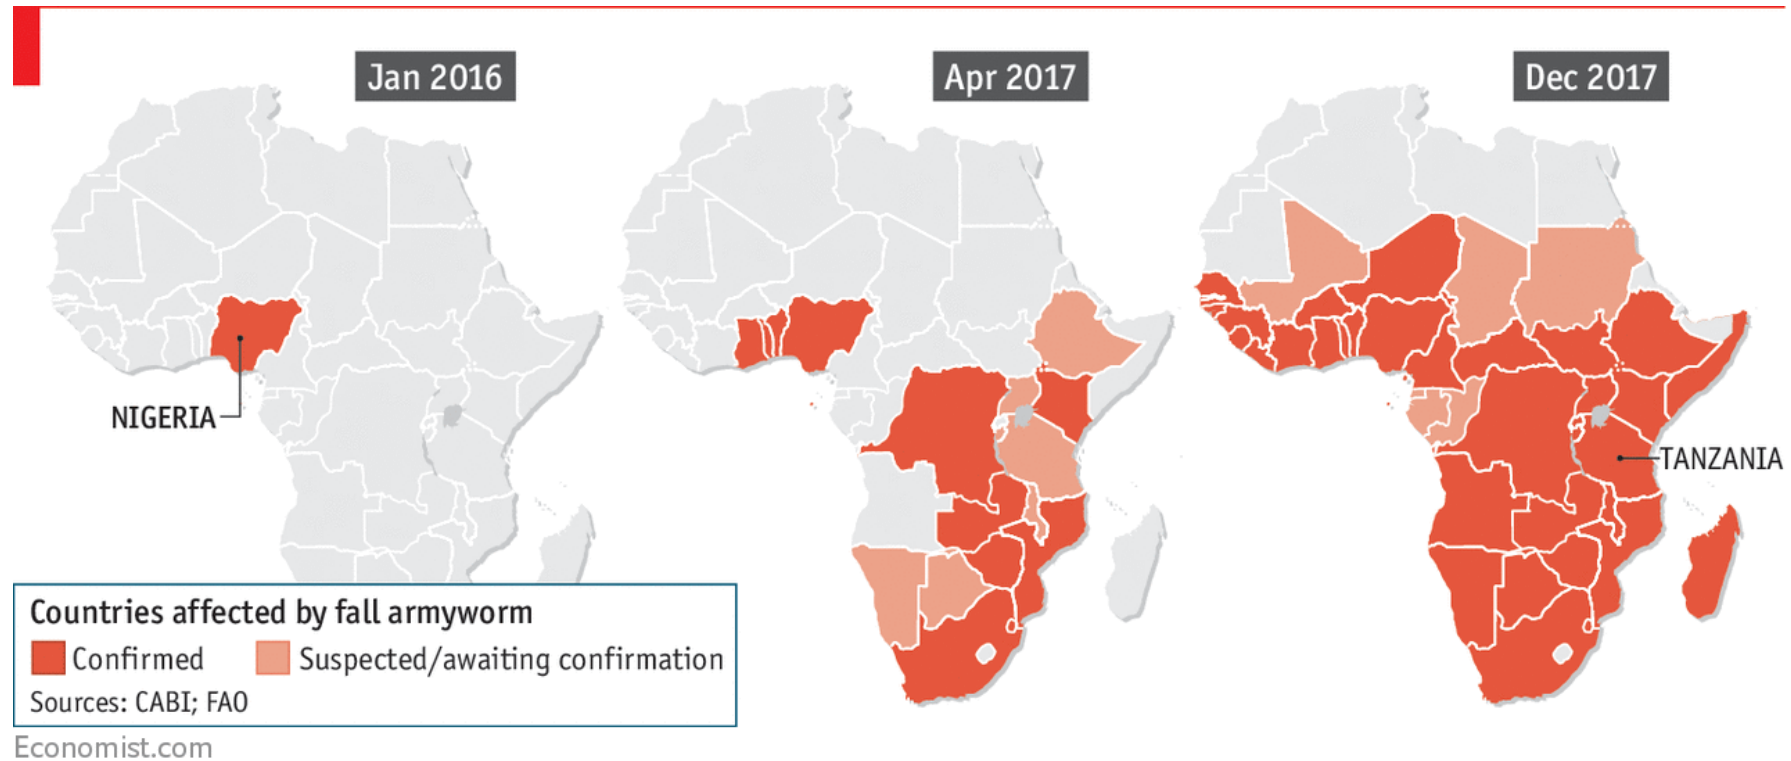 Jan 2016
Apr 2017
Dec 2017
NIGERIA
TANZANIA
Countries affected by fall armyworm
Confirmed
Suspected/awaiting confirmation
Sources: CABI; FAO
Economist.com